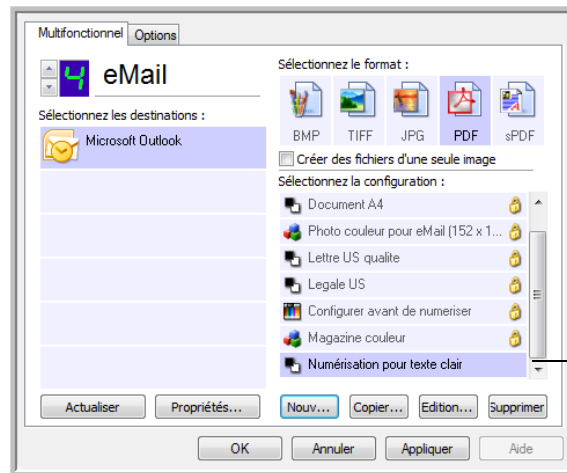 Multifonctionnel Options
4 eMail
Sélectionnez le format :
BMP TIFF JPG PDF sPDF
Sélectionnez les destinations :
Microsoft Outlook
Créer des fichiers d'une seule image
Sélectionnez la configuration :
Document A4
Photo couleur pour eMail (152 x 1...
Lettre US qualite
Legale US
Configurer avant de numeriser
Magazine couleur
Numérisation pour texte clair
Actualiser Propriétés... Nouv... Copier... Edition... Supprimer
OK Annuler Appliquer Aide